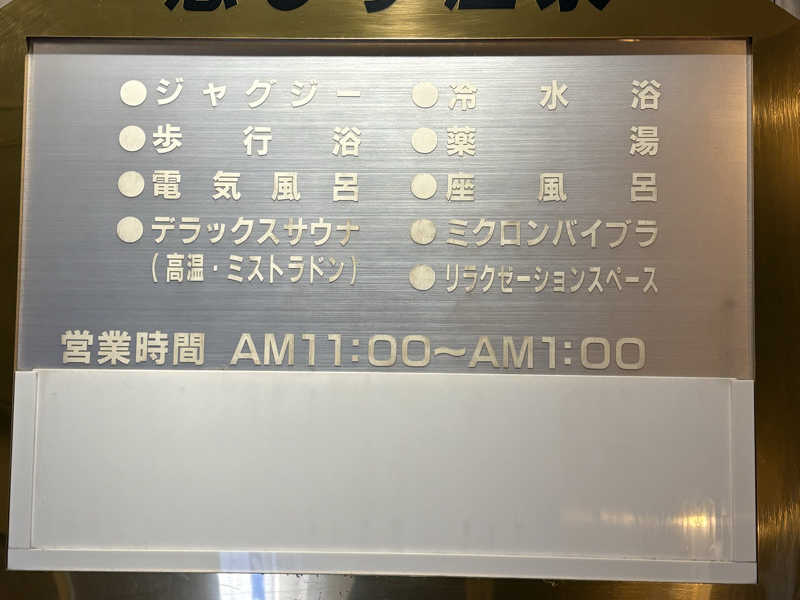 ●ジャグジー
●歩行浴
●電気風呂
●デラックスサウナ
(高温・ミストラドン)
●冷水浴
●薬湯
●座風呂
●ミクロンバイブラ
●リラクゼーションスペース
営業時間 AM11:00～AM1:00